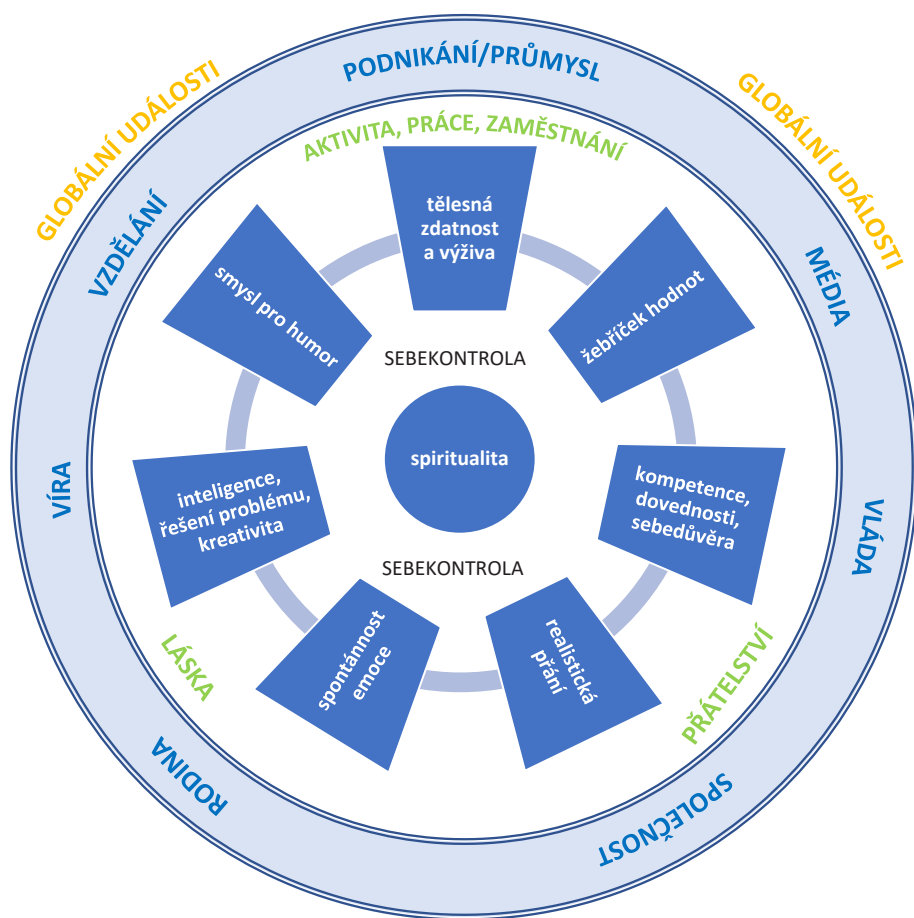 GLOBÁLNÍ UDÁLOSTI
PODNIKÁNÍ/PRŮMYSL
GLOBÁLNÍ UDÁLOSTI
AKTIVITA, PRÁCE, ZAMĚSTNÁNÍ
VZDĚLÁNÍ
MÉDIA
tělesná
zdatnost
a výživa
smysl pro humor
žebříček hodnot
SEBEKONTROLA
spiritualita
VÍRA
inteligence,
řešení problému,
kreativita
kompetence,
dovednosti,
sebedůvěra
VLÁDA
SEBEKONTROLA
spontánnost
emoce
realistická
přání
LÁSKA
PŘÁTELSTVÍ
RODINA
SPOLEČNOST